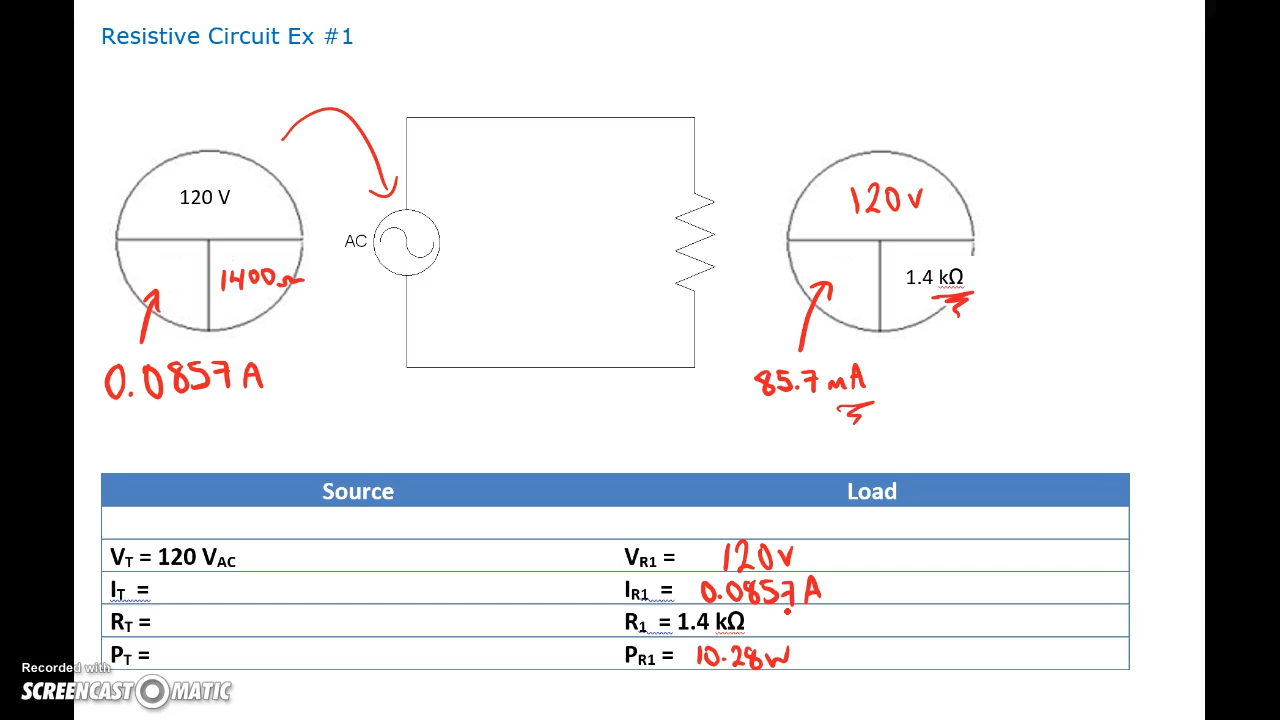 Resistive Circuit Ex #1
120 V
1400Ω
0.0857 A
AC
120 V
1.4 kΩ
85.7 mA
Source Load
VT = 120 VAC VR1 = 120 V
IT = IR1 = 0.0857 A
RT = R1 = 1.4 kΩ
PT = PR1 = 10.28 W
Recorded with
SCREENCAST-O-MATIC